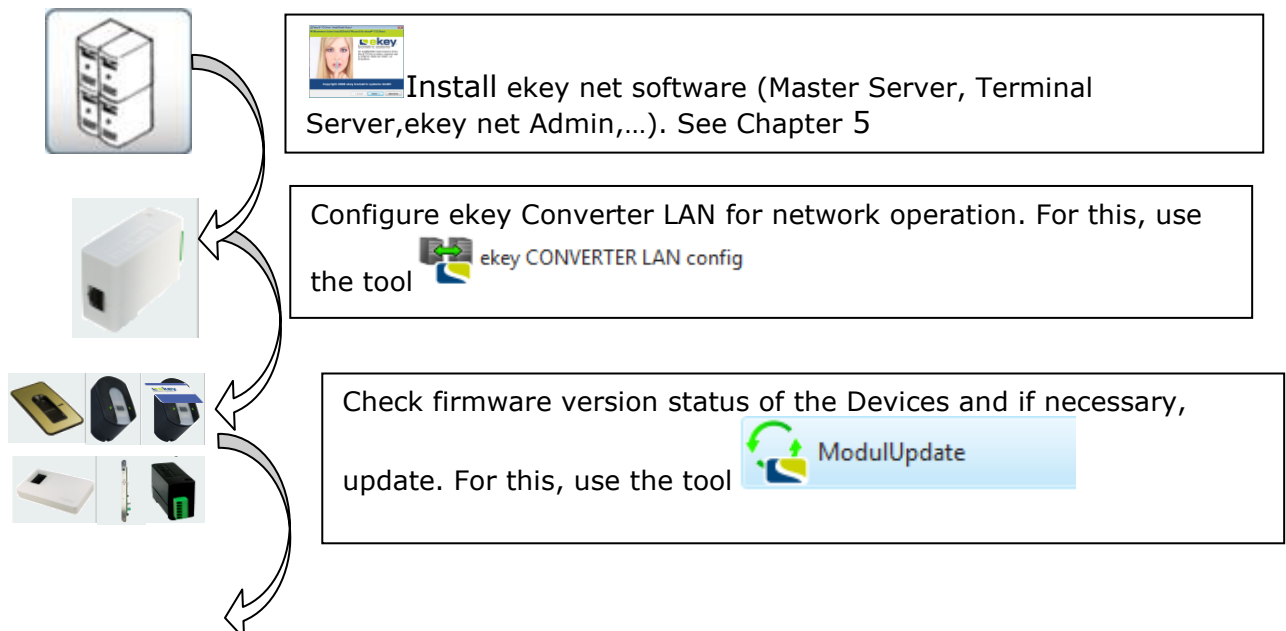 ekey
Install ekey net software (Master Server, Terminal
Server,ekey net Admin,...). See Chapter 5
Configure ekey Converter LAN for network operation. For this, use
the tool ekey CONVERTER LAN config
Check firmware version status of the Devices and if necessary,
update. For this, use the tool ModulUpdate